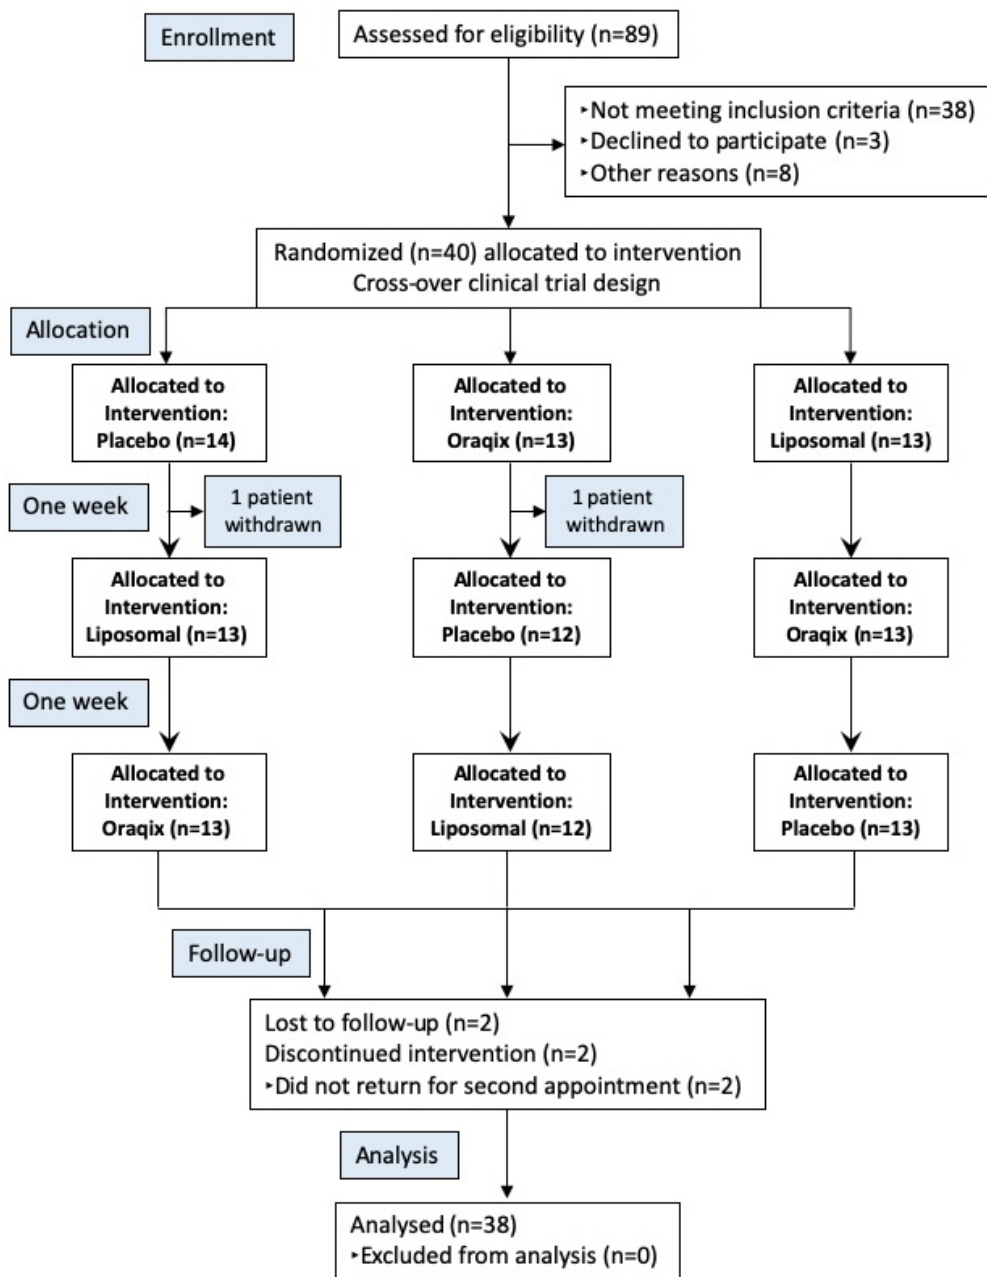 Enrollment
Assessed for eligibility (n=89)
‣Not meeting inclusion criteria (n=38)
‣Declined to participate (n=3)
‣Other reasons (n=8)
Randomized (n=40) allocated to intervention
Cross-over clinical trial design
Allocation
Allocated to
Intervention:
Placebo (n=14)
Allocated to
Intervention:
Oraqix (n=13)
Allocated to
Intervention:
Liposomal (n=13)
One week
1 patient
withdrawn
1 patient
withdrawn
Allocated to
Intervention:
Liposomal (n=13)
Allocated to
Intervention:
Placebo (n=12)
Allocated to
Intervention:
Oraqix (n=13)
One week
Allocated to
Intervention:
Oraqix (n=13)
Allocated to
Intervention:
Liposomal (n=12)
Allocated to
Intervention:
Placebo (n=13)
Follow-up
Lost to follow-up (n=2)
Discontinued intervention (n=2)
‣Did not return for second appointment (n=2)
Analysis
Analysed (n=38)
‣Excluded from analysis (n=0)